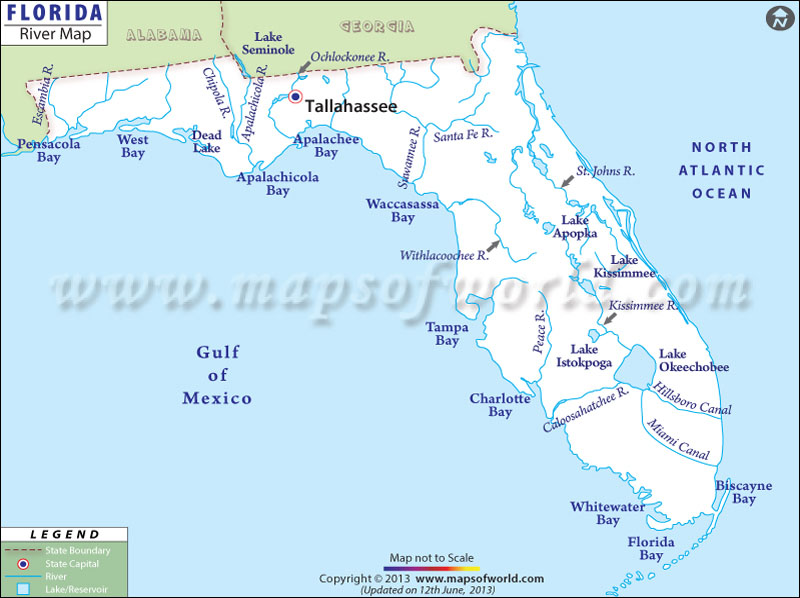 FLORIDA
River Map
ALABAMA
GEORGIA
Lake
Seminole
Ochlockonee R.
Escambia R.
Chipola R.
Apalachicola R.
Tallahassee
Pensacola
Bay
West
Bay
Dead
Lake
Apalachee
Bay
Apalachicola
Bay
Suwannee R.
Santa Fe R.
Waccasassa
Bay
St. Johns R.
NORTH
ATLANTIC
OCEAN
Lake
Apopka
Withlacoochee R.
Lake
Kissimmee
www.mapsofworld.com
Kissimmee R.
Tampa
Bay
Peace R.
Gulf
of
Mexico
Lake
Istokpoga
Lake
Okeechobee
Charlotte
Bay
Caloosahatchee R.
Hillsboro Canal
Miami Canal
Biscayne
Bay
Whitewater
Bay
Florida
Bay
LEGEND
State Boundary
State Capital
River
Lake/Reservoir
Map not to Scale
Copyright © 2013 www.mapsofworld.com
(Updated on 12th June, 2013)
N